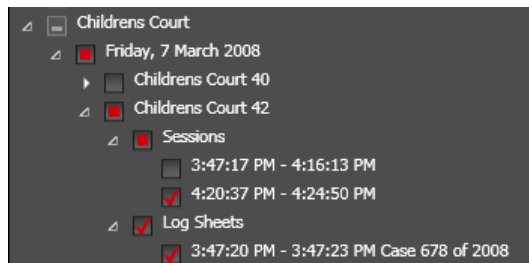 Childrens Court
Friday, 7 March 2008
Childrens Court 40
Childrens Court 42
Sessions
3:47:17 PM - 4:16:13 PM
4:20:37 PM - 4:24:50 PM
Log Sheets
3:47:20 PM - 3:47:23 PM Case 678 of 2008